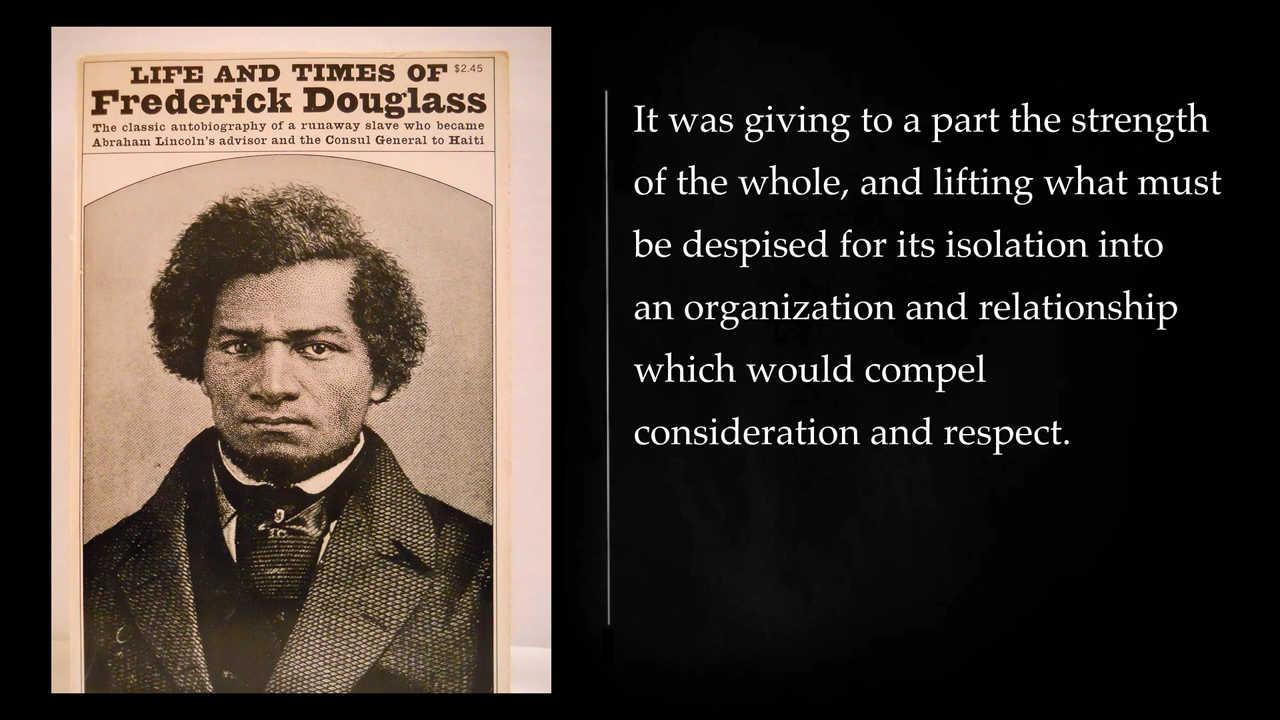 LIFE AND TIMES OF $2.45
Frederick Douglass
The classic autobiography of a runaway slave who became
Abraham Lincoln's advisor and the Consul General to Haiti
It was giving to a part the strength
of the whole, and lifting what must
be despised for its isolation into
an organization and relationship
which would compel
consideration and respect.